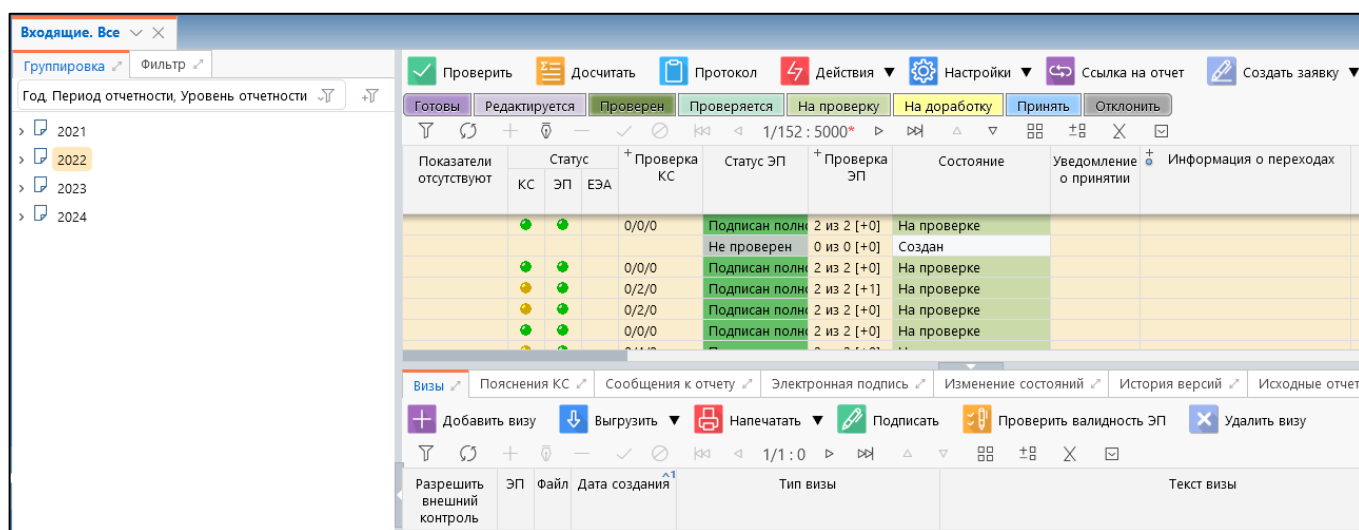 Входящие. Все
Группировка Фильтр
Год, Период отчетности, Уровень отчетности
2021
2022
2023
2024
Проверить Досчитать Протокол Действия Настройки Ссылка на отчет Создать заявку
Готовы Редактируется Проверен Проверяется На проверку На доработку Принять Отклонить
1/152 : 5000*
Показатели отсутствуют Статус КС ЭП ЕЭА Проверка КС Статус ЭП Проверка ЭП Состояние Уведомление о принятии Информация о переходах
0/0/0 Подписан полно 2 из 2 [+0] На проверке
Не проверен 0 из 0 [+0] Создан
0/0/0 Подписан полно 2 из 2 [+0] На проверке
0/2/0 Подписан полно 2 из 2 [+1] На проверке
0/2/0 Подписан полно 2 из 2 [+0] На проверке
0/0/0 Подписан полно 2 из 2 [+0] На проверке
Визы Пояснения КС Сообщения к отчету Электронная подпись Изменение состояний История версий Исходные отчет
Добавить визу Выгрузить Напечатать Подписать Проверить валидность ЭП Удалить визу
1/1 : 0
Разрешить внешний контроль ЭП Файл Дата создания 1 Тип визы Текст визы